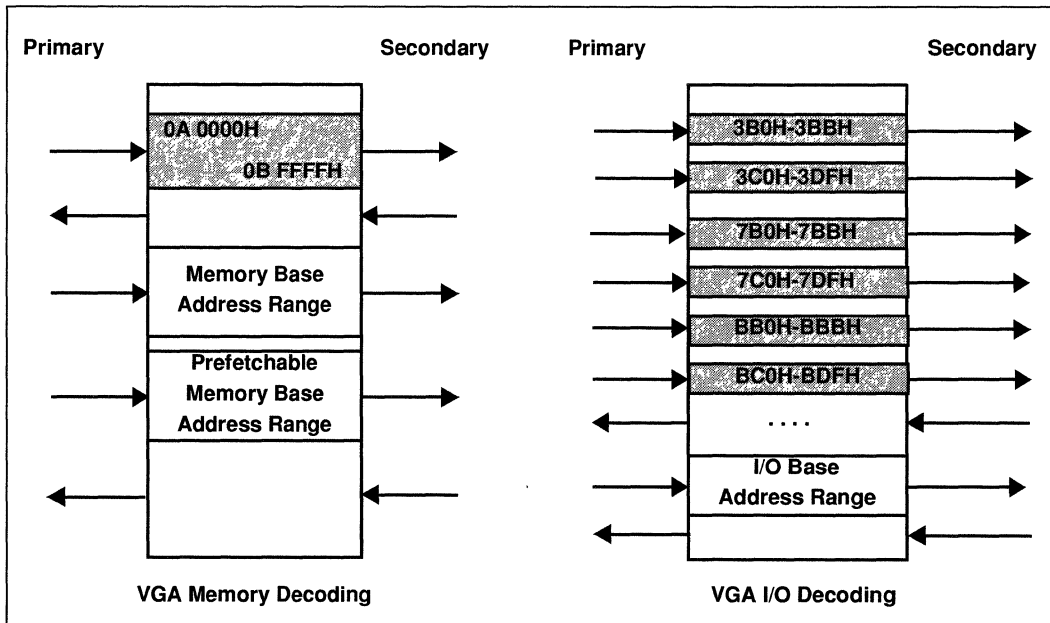 Primary
Secondary
0A 0000H
0B FFFFH
Memory Base
Address Range
Prefetchable
Memory Base
Address Range
VGA Memory Decoding
Primary
Secondary
3B0H-3BBH
3C0H-3DFH
7B0H-7BBH
7C0H-7DFH
BB0H-BBBH
BC0H-BDFH
....
I/O Base
Address Range
VGA I/O Decoding